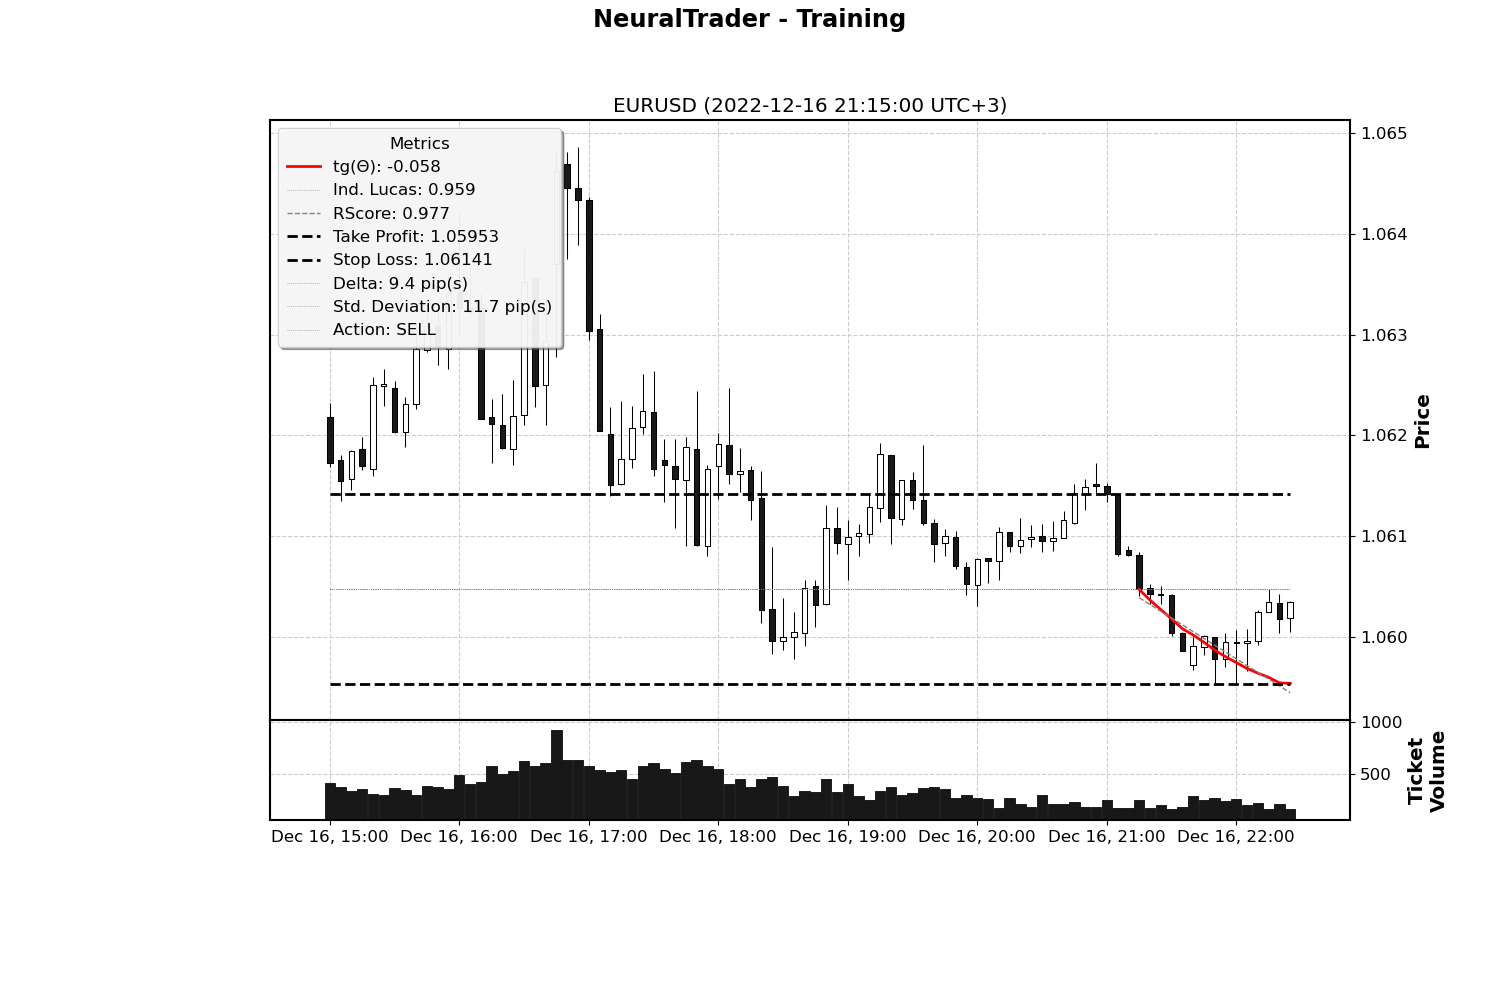 NeuralTrader - Training
EURUSD (2022-12-16 21:15:00 UTC+3)
Metrics
tg(Θ): -0.058
Ind. Lucas: 0.959
RScore: 0.977
Take Profit: 1.05953
Stop Loss: 1.06141
Delta: 9.4 pip(s)
Std. Deviation: 11.7 pip(s)
Action: SELL
1.065
1.064
1.063
1.062
1.061
1.060
Price
1000
500
Ticket
Volume
Dec 16, 15:00 Dec 16, 16:00 Dec 16, 17:00 Dec 16, 18:00 Dec 16, 19:00 Dec 16, 20:00 Dec 16, 21:00 Dec 16, 22:00